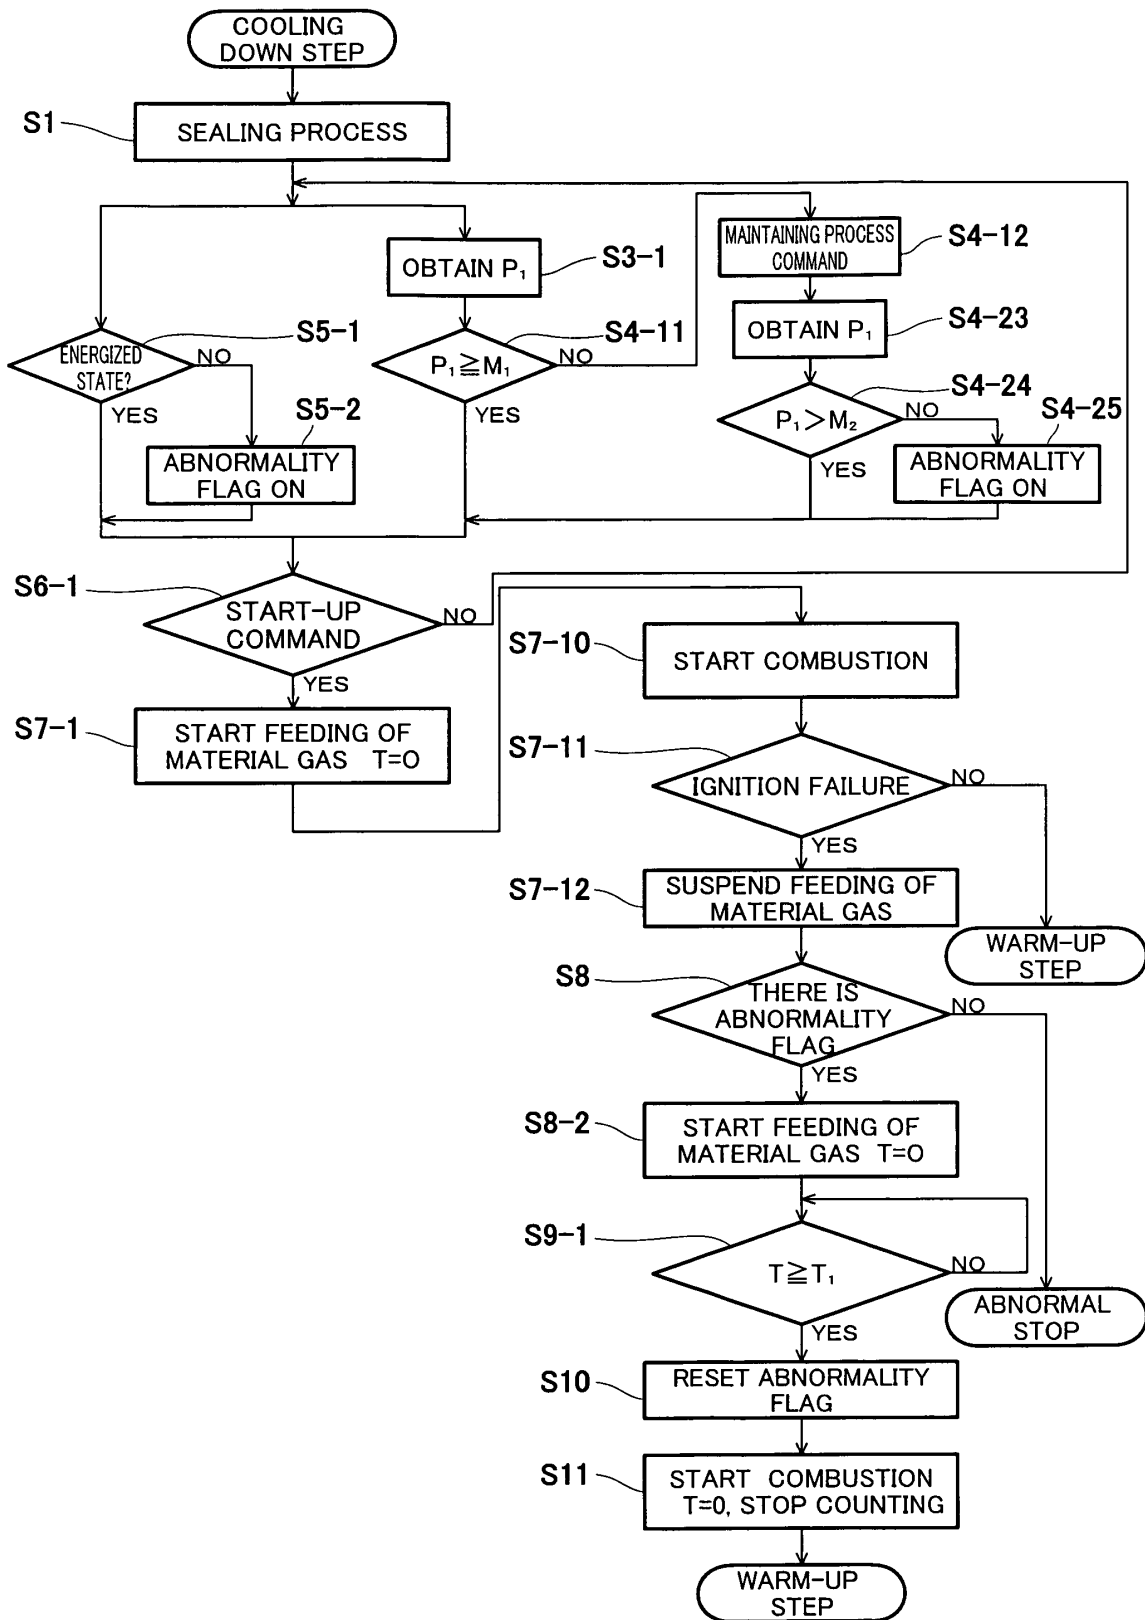 COOLING
DOWN STEP
S1
SEALING PROCESS
S3-1
OBTAIN P₁
S4-12
MAINTAINING PROCESS
COMMAND
S5-1
ENERGIZED
STATE?
NO
YES
S4-11
P₁≧M₁
NO
YES
S4-23
OBTAIN P₁
S5-2
ABNORMALITY
FLAG ON
S4-24
P₁>M₂
NO
YES
S4-25
ABNORMALITY
FLAG ON
S6-1
START-UP
COMMAND
NO
YES
S7-1
START FEEDING OF
MATERIAL GAS T=0
S7-10
START COMBUSTION
S7-11
IGNITION FAILURE
NO
YES
S7-12
SUSPEND FEEDING OF
MATERIAL GAS
WARM-UP
STEP
S8
THERE IS
ABNORMALITY
FLAG
NO
YES
S8-2
START FEEDING OF
MATERIAL GAS T=0
S9-1
T≧T₁
NO
YES
ABNORMAL
STOP
S10
RESET ABNORMALITY
FLAG
S11
START COMBUSTION
T=0, STOP COUNTING
WARM-UP
STEP